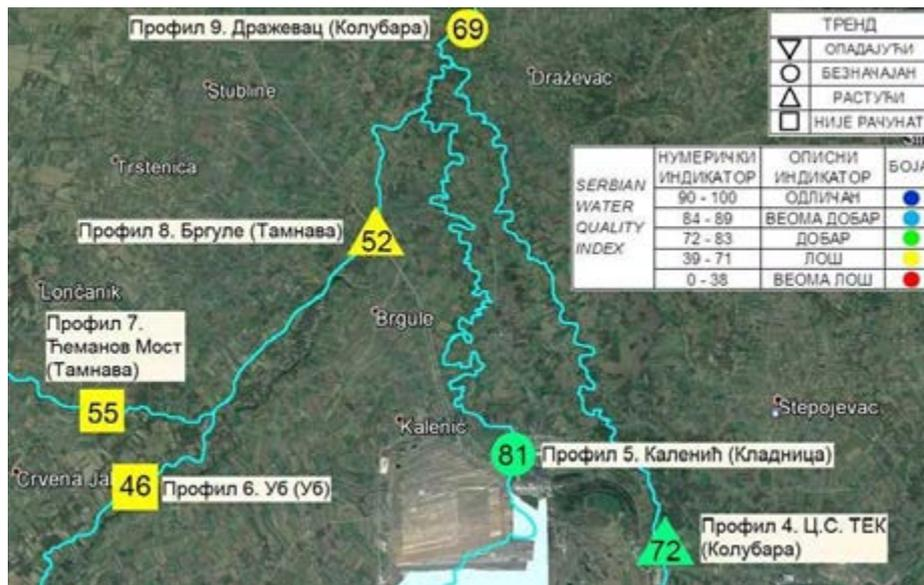 Профил 9. Дражевац (Колубара)
69
ТРЕНД
ОПАДАЈУЋИ
БЕЗНАЧАЈАН
РАСТУЋИ
НИЈЕ РАЧУНАТ
Stubline
Draževac
Trstenica
SERBIAN WATER QUALITY INDEX
НУМЕРИЧКИ ИНДИКАТОР
ОПИСНИ ИНДИКАТОР
БОЈА
90 - 100 ОДЛИЧАН
84 - 89 ВЕОМА ДОБАР
72 - 83 ДОБАР
39 - 71 ЛОШ
0 - 38 ВЕОМА ЛОШ
Профил 8. Бргуле (Тамнава)
52
Lončanik
Brgule
Профил 7.
Ћеманов Мост
(Тамнава)
55
Kalenić
Stepojevac
81
Профил 5. Каленић (Кладница)
Crvena Ja
46
Профил 6. Уб (Уб)
Профил 4. Ц.С. ТЕК
(Колубара)
72